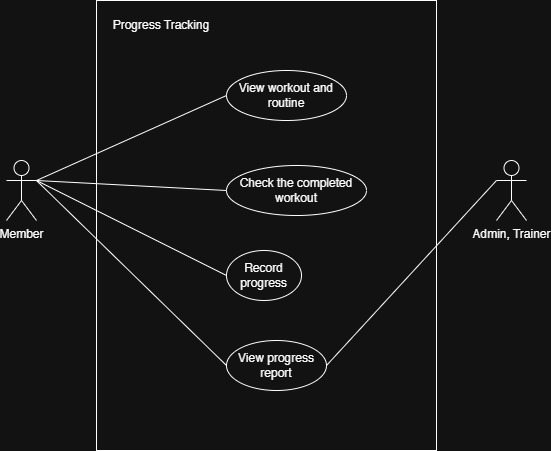 Progress Tracking
View workout and
routine
Check the completed
workout
Member
Admin, Trainer
Record
progress
View progress
report